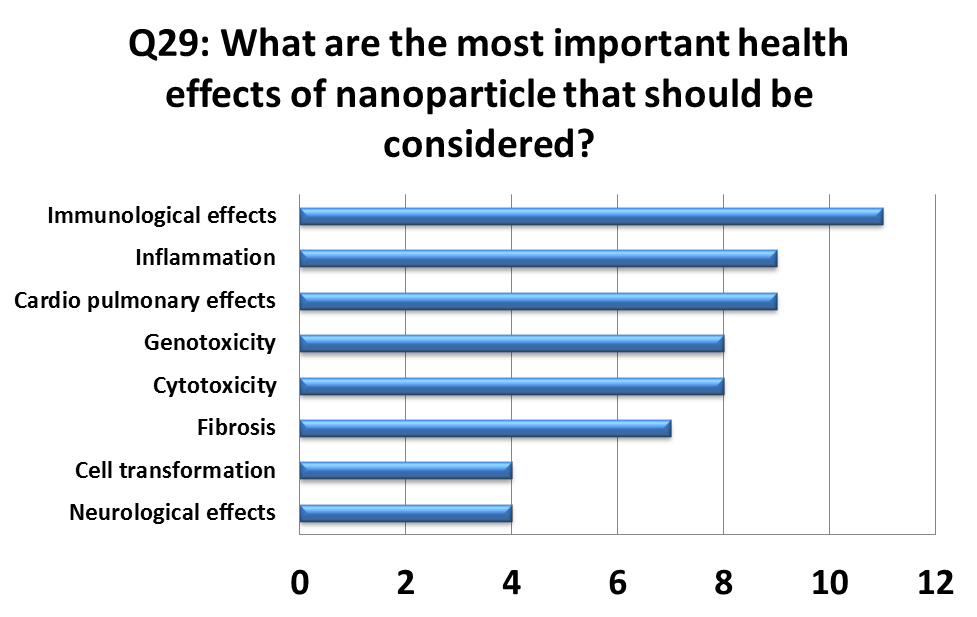 Q29: What are the most important health
effects of nanoparticle that should be
considered?
Immunological effects
Inflammation
Cardio pulmonary effects
Genotoxicity
Cytotoxicity
Fibrosis
Cell transformation
Neurological effects
0 2 4 6 8 10 12